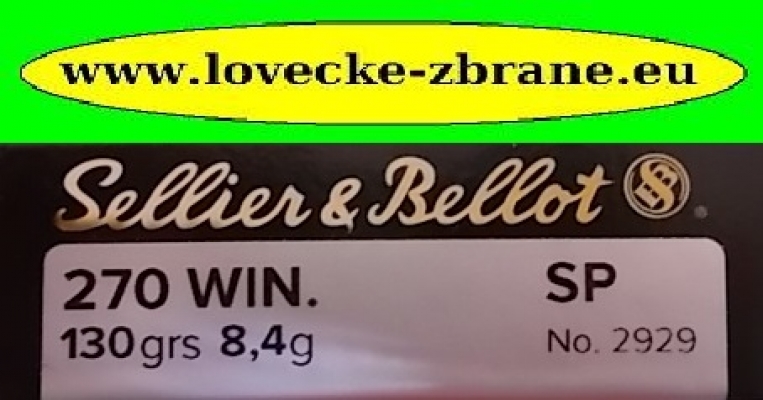 www.lovecke-zbrane.eu
Sellier & Bellot
270 WIN. SP
130grs 8,4g No. 2929